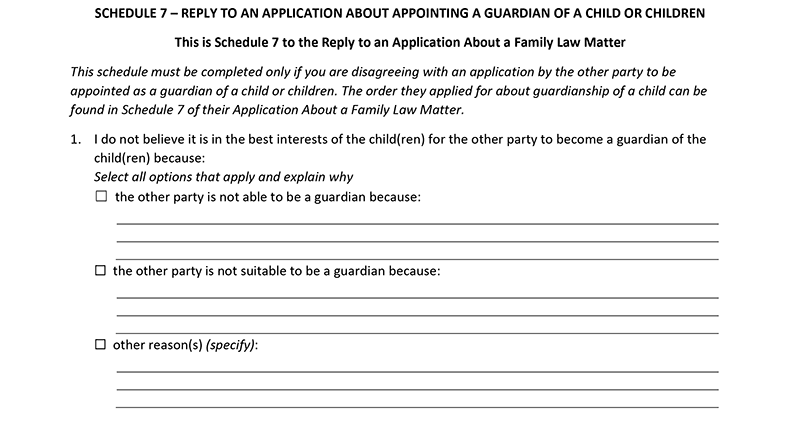 SCHEDULE 7 – REPLY TO AN APPLICATION ABOUT APPOINTING A GUARDIAN OF A CHILD OR CHILDREN
This is Schedule 7 to the Reply to an Application About a Family Law Matter
This schedule must be completed only if you are disagreeing with an application by the other party to be
appointed as a guardian of a child or children. The order they applied for about guardianship of a child can be
found in Schedule 7 of their Application About a Family Law Matter.
1. I do not believe it is in the best interests of the child(ren) for the other party to become a guardian of the
child(ren) because:
Select all options that apply and explain why
☐ the other party is not able to be a guardian because:
☐ the other party is not suitable to be a guardian because:
☐ other reason(s) (specify):